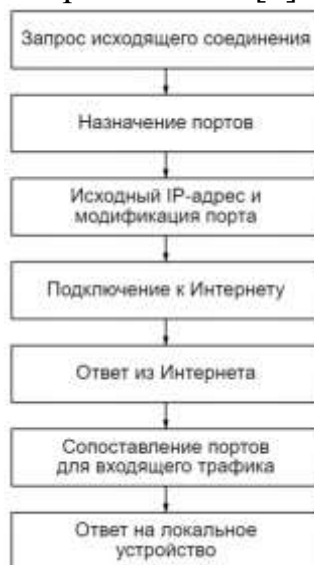 Запрос исходящего соединения
Назначение портов
Исходный IP-адрес и
модификация порта
Подключение к Интернету
Ответ из Интернета
Сопоставление портов
для входящего трафика
Ответ на локальное
устройство